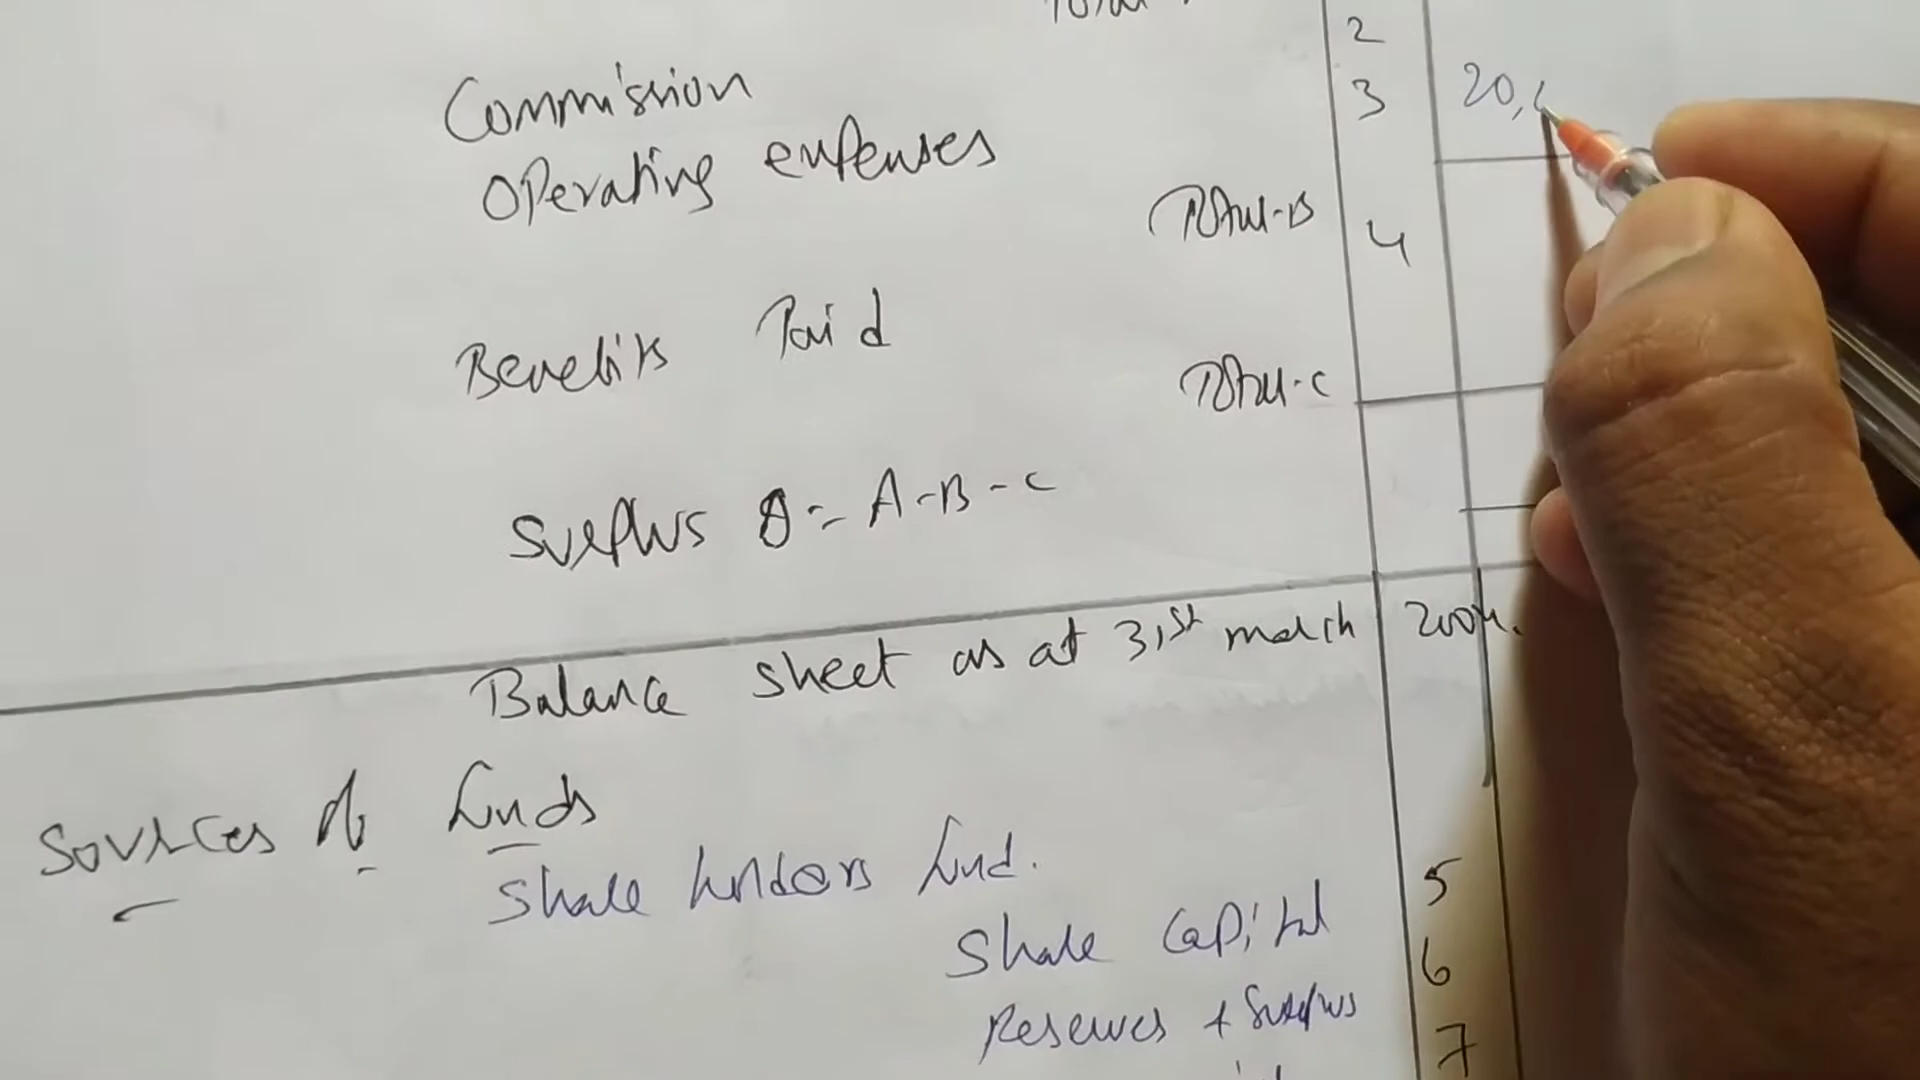 Total
2
Commission 3 20,
Operating expenses
Total-B 4
Benefits Paid
Total-C
Surplus D = A-B-C
Balance sheet as at 31st march 2004.
Sources of funds
Share holders fund.
Share capital 5
Reserves + Surplus 6
7